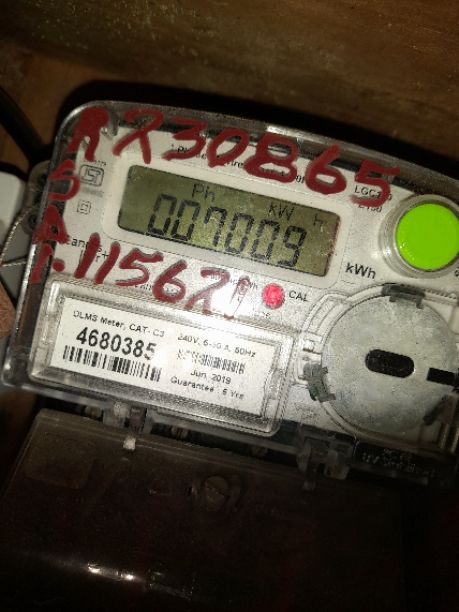 R 230865
S
Ph kW h
007009
kWh
P. 115621
CAL
DLMS Meter, CAT- C3 240V, 5-30 A, 50Hz
4680385
Jun, 2019
Guarantee : 5 Yrs